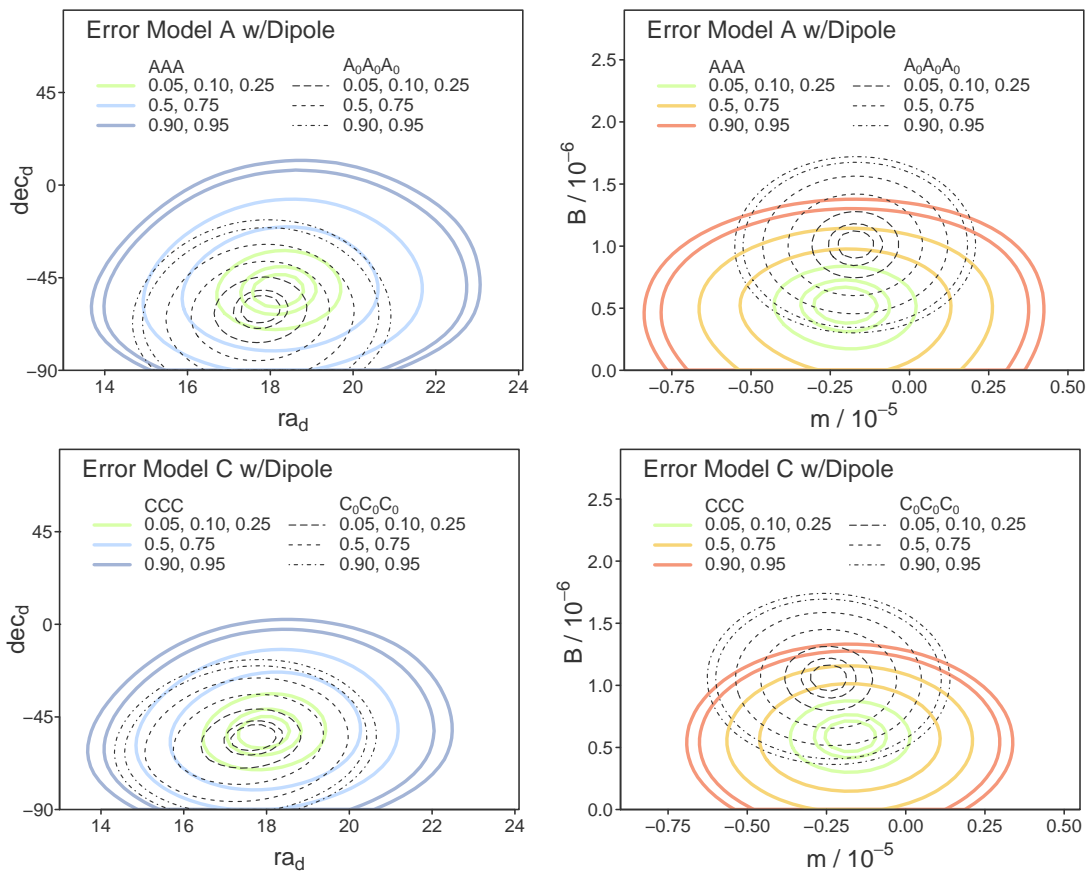 Error Model A w/Dipole
AAA A₀A₀A₀
0.05, 0.10, 0.25 0.05, 0.10, 0.25
0.5, 0.75 0.5, 0.75
0.90, 0.95 0.90, 0.95
45
0
−45
−90
dec_d
14 16 18 20 22 24
ra_d
Error Model A w/Dipole
AAA A₀A₀A₀
0.05, 0.10, 0.25 0.05, 0.10, 0.25
0.5, 0.75 0.5, 0.75
0.90, 0.95 0.90, 0.95
2.5
2.0
1.5
1.0
0.5
0.0
B / 10⁻⁶
−0.75 −0.25 0.00 0.25 0.50
m / 10⁻⁵
Error Model C w/Dipole
CCC C₀C₀C₀
0.05, 0.10, 0.25 0.05, 0.10, 0.25
0.5, 0.75 0.5, 0.75
0.90, 0.95 0.90, 0.95
45
0
−45
−90
dec_d
14 16 18 20 22 24
ra_d
Error Model C w/Dipole
CCC C₀C₀C₀
0.05, 0.10, 0.25 0.05, 0.10, 0.25
0.5, 0.75 0.5, 0.75
0.90, 0.95 0.90, 0.95
2.5
2.0
1.5
1.0
0.5
0.0
B / 10⁻⁶
−0.75 −0.25 0.00 0.25 0.50
m / 10⁻⁵